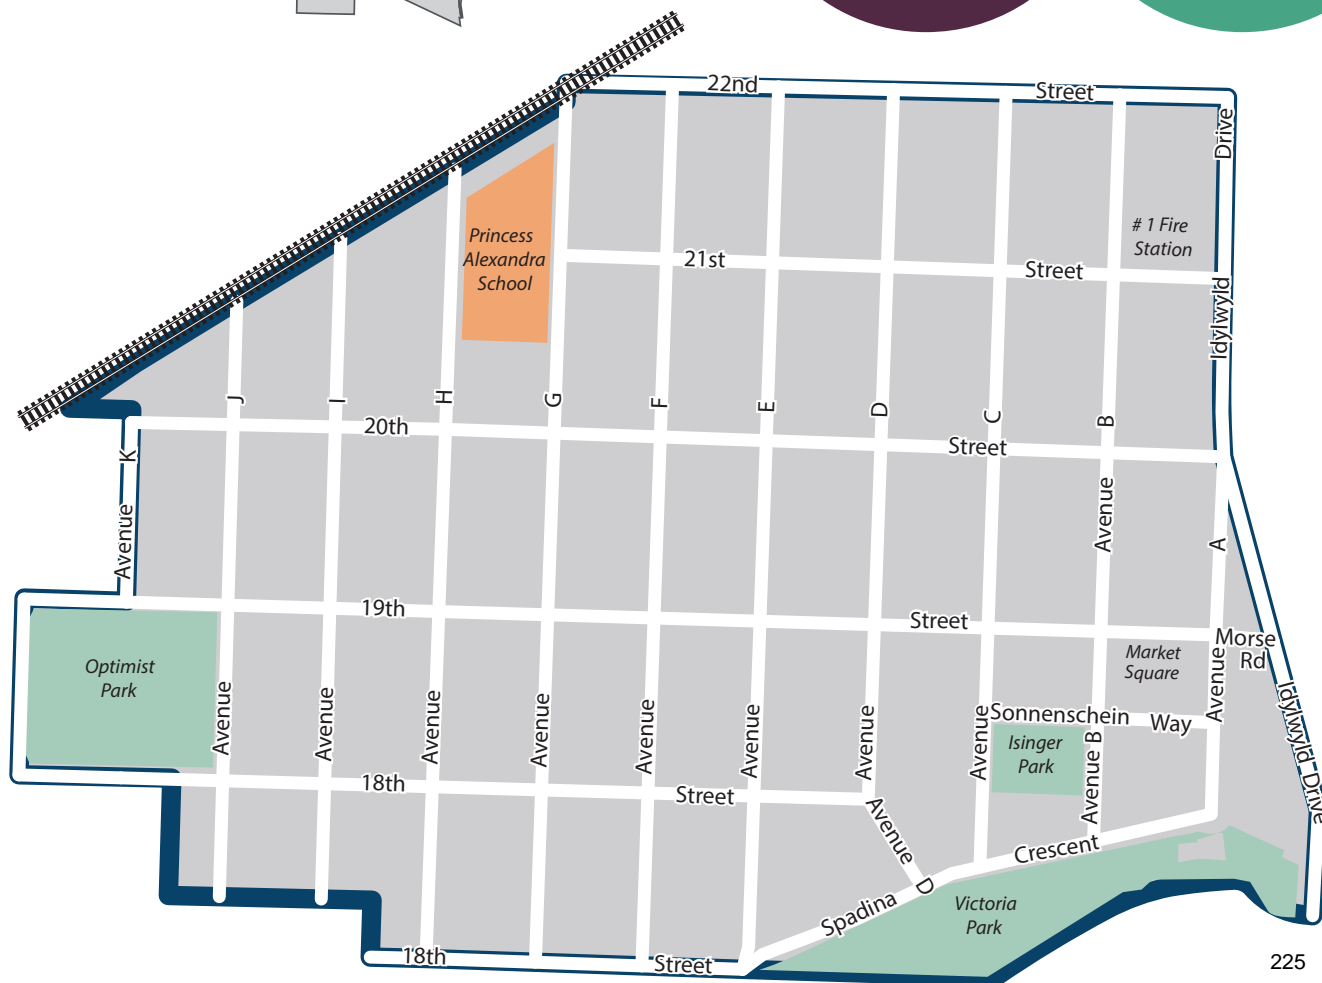 22nd
Street
Drive
# 1 Fire
Station
Princess
Alexandra
School
21st
Street
Idylwyld
J
I
H
G
F
E
D
C
B
20th
Street
K
Avenue
Avenue
A
19th
Street
Morse
Rd
Market
Square
Optimist
Park
Avenue
Avenue
Avenue
Avenue
Avenue
Avenue
Avenue
Avenue
Avenue
Sonnenschein
Way
Isinger
Park
Avenue B
Idylwyld Drive
18th
Street
Avenue D
Crescent
Spadina
Victoria
Park
18th
Street
225